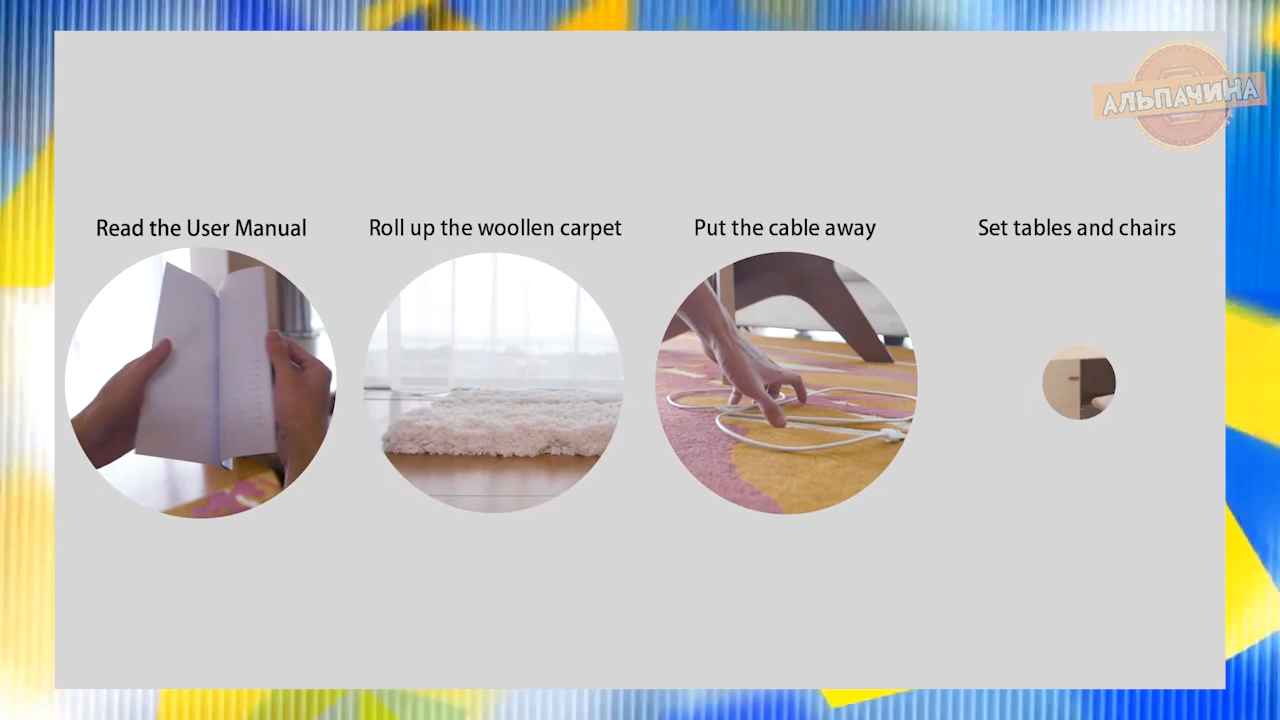 АЛЬПАЧИНА
Read the User Manual
Roll up the woollen carpet
Put the cable away
Set tables and chairs